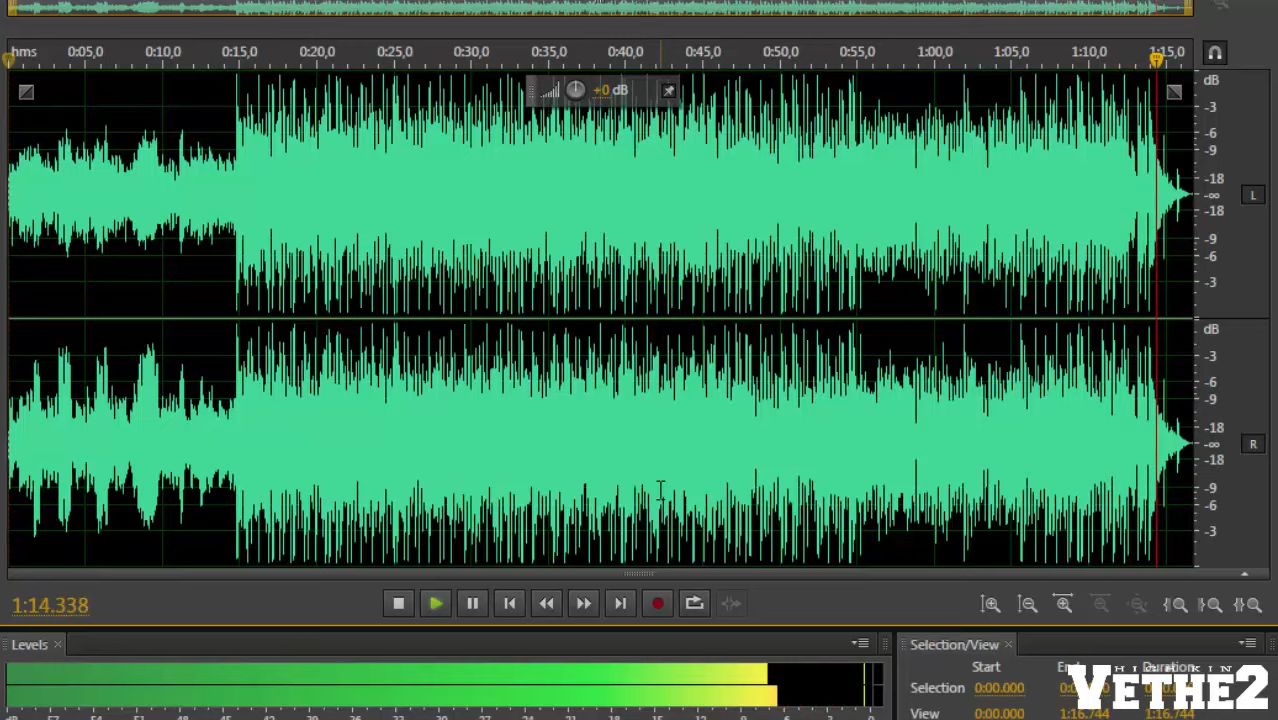 hms 0:05,0 0:10,0 0:15,0 0:20,0 0:25,0 0:30,0 0:35,0 0:40,0 0:45,0 0:50,0 0:55,0 1:00,0 1:05,0 1:10,0 1:15,0
+0 dB
dB
-3
-6
-9
-18
-∞
-18
-9
-6
-3
L
dB
-3
-6
-9
-18
-∞
-18
-9
-6
-3
R
1:14.338
Levels
Selection/View
Start End Duration
Selection 0:00.000
View 0:00.000 1:16.744 1:16.744
VETHE2